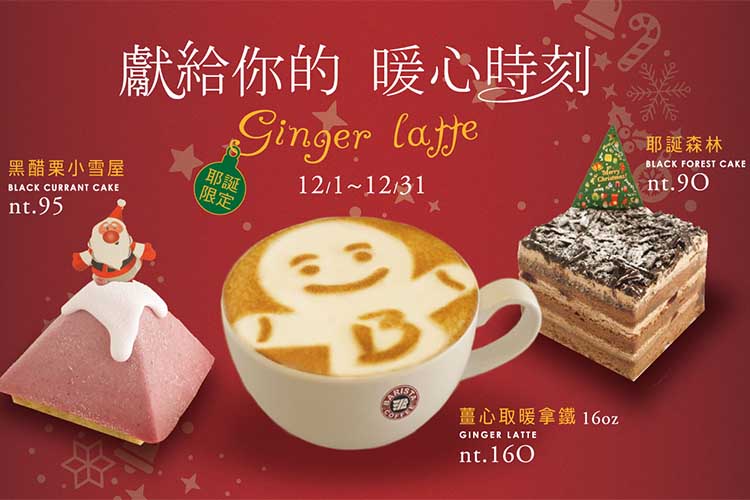 獻給你的 暖心時刻
Ginger latte
耶誕
限定
12/1~12/31
黑醋栗小雪屋
BLACK CURRANT CAKE
nt.95
耶誕森林
BLACK FOREST CAKE
nt.90
Merry
Christmas!
B
BARISTA
COFFEE
薑心取暖拿鐵 16oz
GINGER LATTE
nt.160